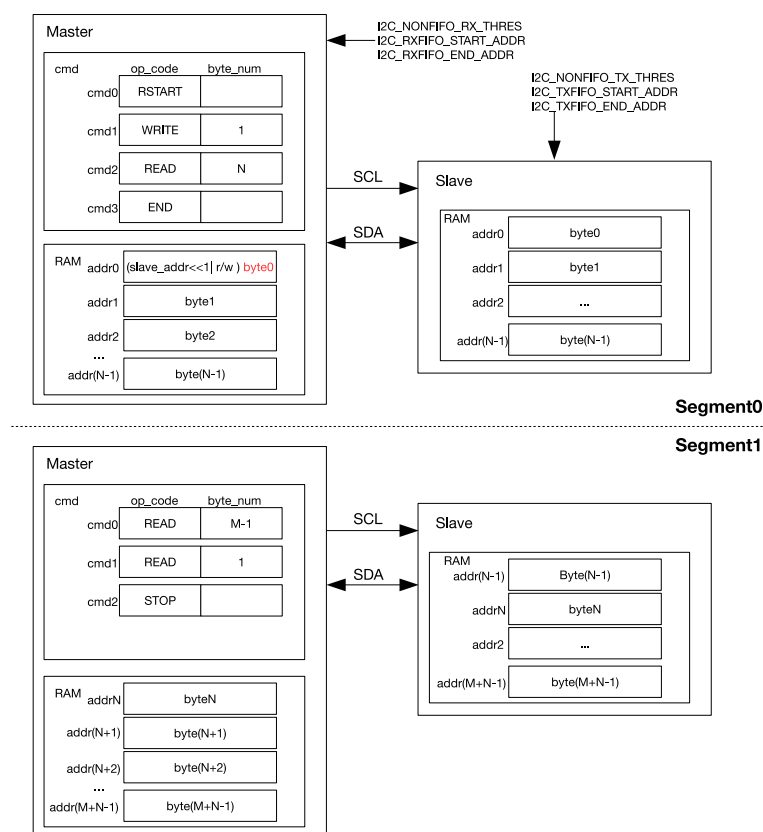 I2C_NONFIFO_RX_THRES
I2C_RXFIFO_START_ADDR
I2C_RXFIFO_END_ADDR
I2C_NONFIFO_TX_THRES
I2C_TXFIFO_START_ADDR
I2C_TXFIFO_END_ADDR
Master
cmd op_code byte_num
cmd0 RSTART
cmd1 WRITE 1
cmd2 READ N
cmd3 END
RAM
addr0 (slave_addr<<1| r/w ) byte0
addr1 byte1
addr2 byte2
...
addr(N-1) byte(N-1)
SCL
SDA
Slave
RAM
addr0 byte0
addr1 byte1
addr2 ...
addr(N-1) byte(N-1)
Segment0
Segment1
Master
cmd op_code byte_num
cmd0 READ M-1
cmd1 READ 1
cmd2 STOP
RAM
addrN byteN
addr(N+1) byte(N+1)
addr(N+2) byte(N+2)
...
addr(M+N-1) byte(M+N-1)
SCL
SDA
Slave
RAM
addr(N-1) Byte(N-1)
addrN byteN
addr2 ...
addr(M+N-1) byte(M+N-1)